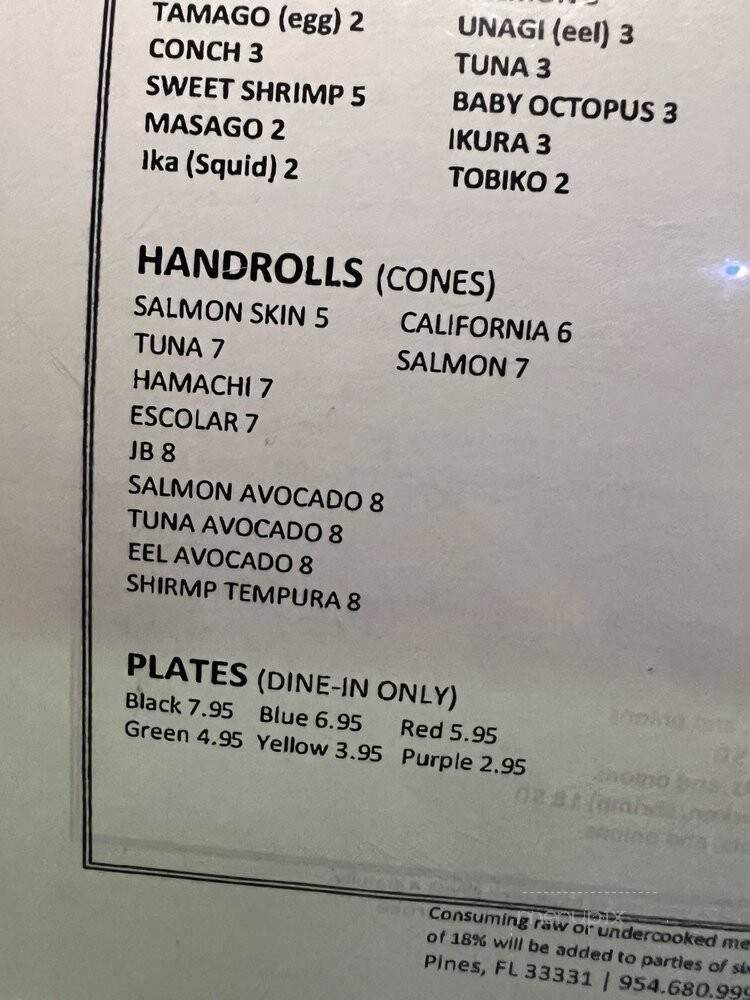 TAMAGO (egg) 2
CONCH 3
SWEET SHRIMP 5
MASAGO 2
Ika (Squid) 2
UNAGI (eel) 3
TUNA 3
BABY OCTOPUS 3
IKURA 3
TOBIKO 2
HANDROLLS (CONES)
SALMON SKIN 5
TUNA 7
HAMACHI 7
ESCOLAR 7
JB 8
SALMON AVOCADO 8
TUNA AVOCADO 8
EEL AVOCADO 8
SHIRMP TEMPURA 8
CALIFORNIA 6
SALMON 7
PLATES (DINE-IN ONLY)
Black 7.95 Blue 6.95 Red 5.95
Green 4.95 Yellow 3.95 Purple 2.95
menupix
Consuming raw or undercooked
of 18% will be added to parties of
Pines, FL 33331 | 954.680.999